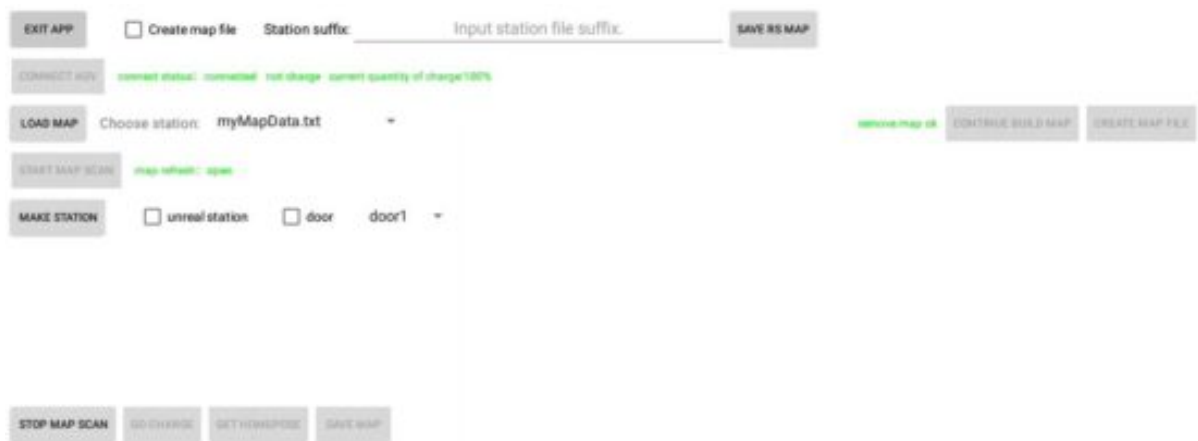 EXIT APP Create map file Station suffix: Input station file suffix. SAVE RS MAP
CONNECT AGV connect status: connected not charge current quantity of charge:100%
LOAD MAP Choose station: myMapData.txt remove map ok CONTINUE BUILD MAP CREATE MAP FILE
START MAP SCAN map refresh: open
MAKE STATION unreal station door door1
STOP MAP SCAN GO CHARGE GET HOMEPOSE SAVE MAP